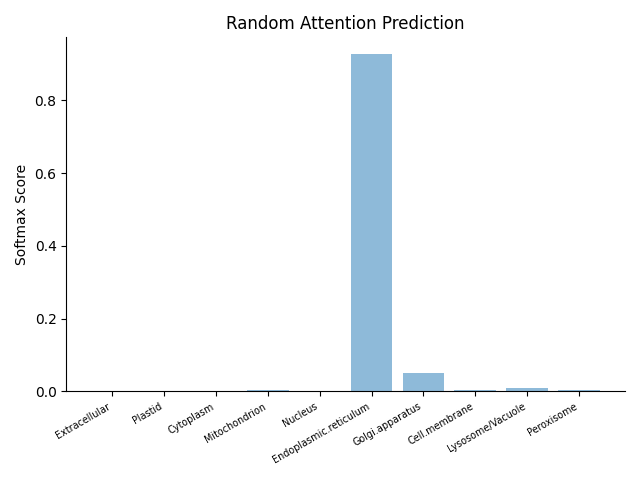 Random Attention Prediction
Softmax Score
0.8
0.6
0.4
0.2
0.0
Extracellular
Plastid
Cytoplasm
Mitochondrion
Nucleus
Endoplasmic.reticulum
Golgi.apparatus
Cell.membrane
Lysosome/Vacuole
Peroxisome